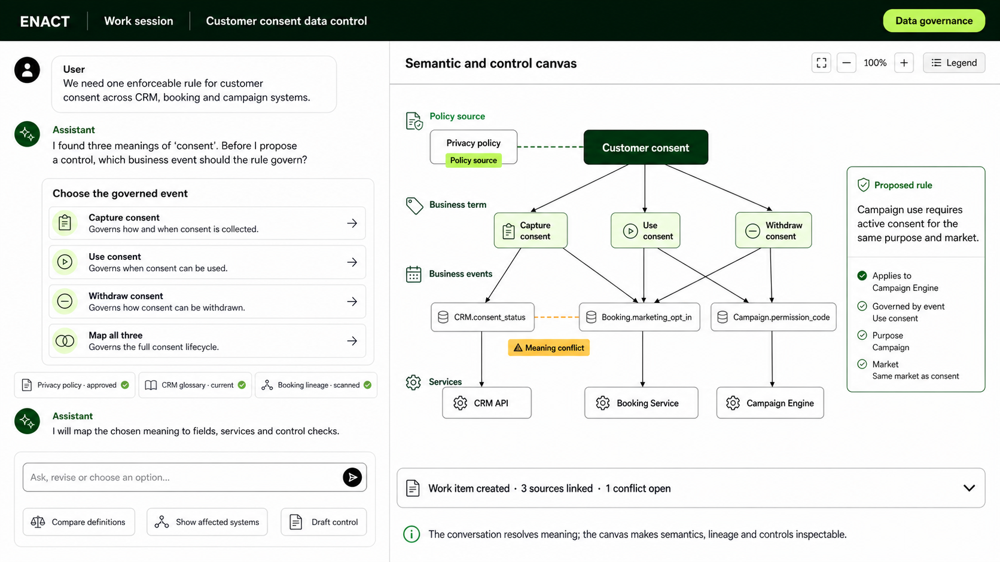 ENACT
Work session
Customer consent data control
Data governance
User
We need one enforceable rule for customer
consent across CRM, booking and campaign systems.
Assistant
I found three meanings of ‘consent’. Before I propose
a control, which business event should the rule govern?
Choose the governed event
Capture consent
Governs how and when consent is collected.
Use consent
Governs when consent can be used.
Withdraw consent
Governs how consent can be withdrawn.
Map all three
Governs the full consent lifecycle.
Privacy policy · approved
CRM glossary · current
Booking lineage · scanned
Assistant
I will map the chosen meaning to fields, services and control checks.
Ask, revise or choose an option...
Compare definitions
Show affected systems
Draft control
Semantic and control canvas
100%
Legend
Policy source
Privacy policy
Policy source
Customer consent
Business term
Capture
consent
Use
consent
Withdraw
consent
Business events
CRM.consent_status
Booking.marketing_opt_in
Campaign.permission_code
Meaning conflict
Services
CRM API
Booking Service
Campaign Engine
Proposed rule
Campaign use requires
active consent for the
same purpose and market.
Applies to
Campaign Engine
Governed by event
Use consent
Purpose
Campaign
Market
Same market as consent
Work item created · 3 sources linked · 1 conflict open
The conversation resolves meaning; the canvas makes semantics, lineage and controls inspectable.